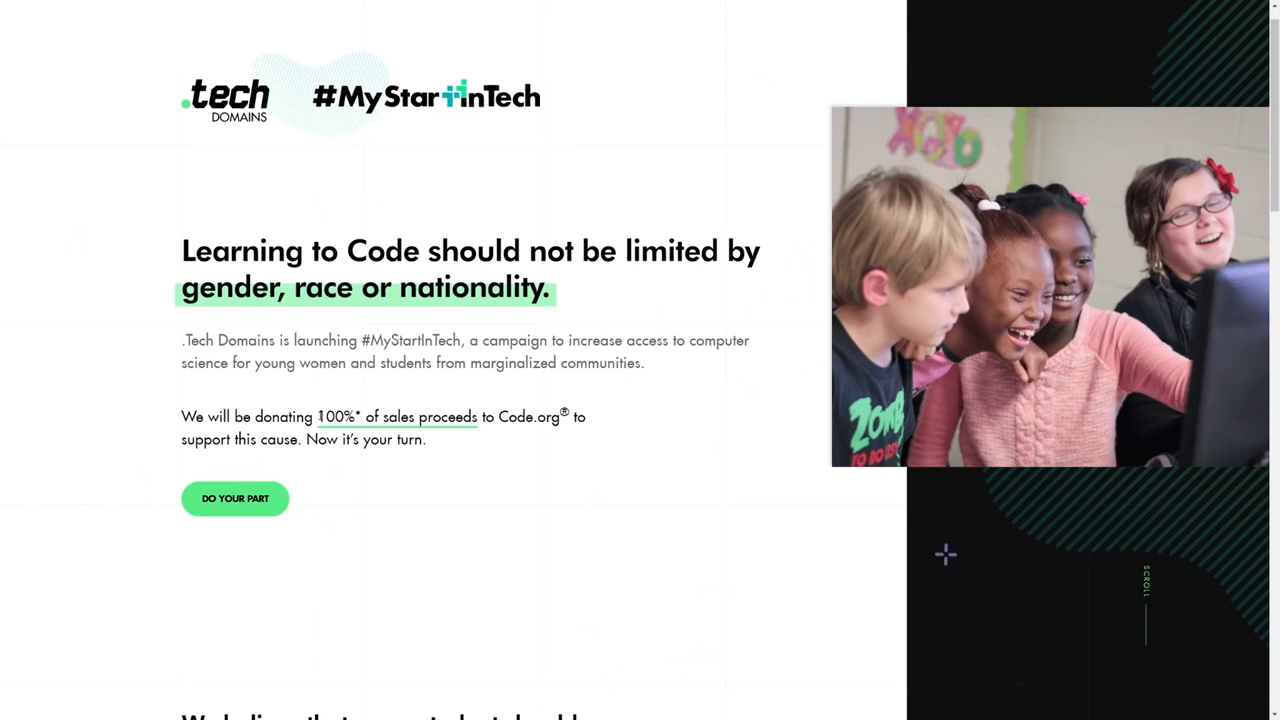 .tech
DOMAINS
#MyStartInTech
Learning to Code should not be limited by
gender, race or nationality.
.Tech Domains is launching #MyStartInTech, a campaign to increase access to computer
science for young women and students from marginalized communities.
We will be donating 100%* of sales proceeds to Code.org® to
support this cause. Now it's your turn.
DO YOUR PART
XOXO
SCROLL